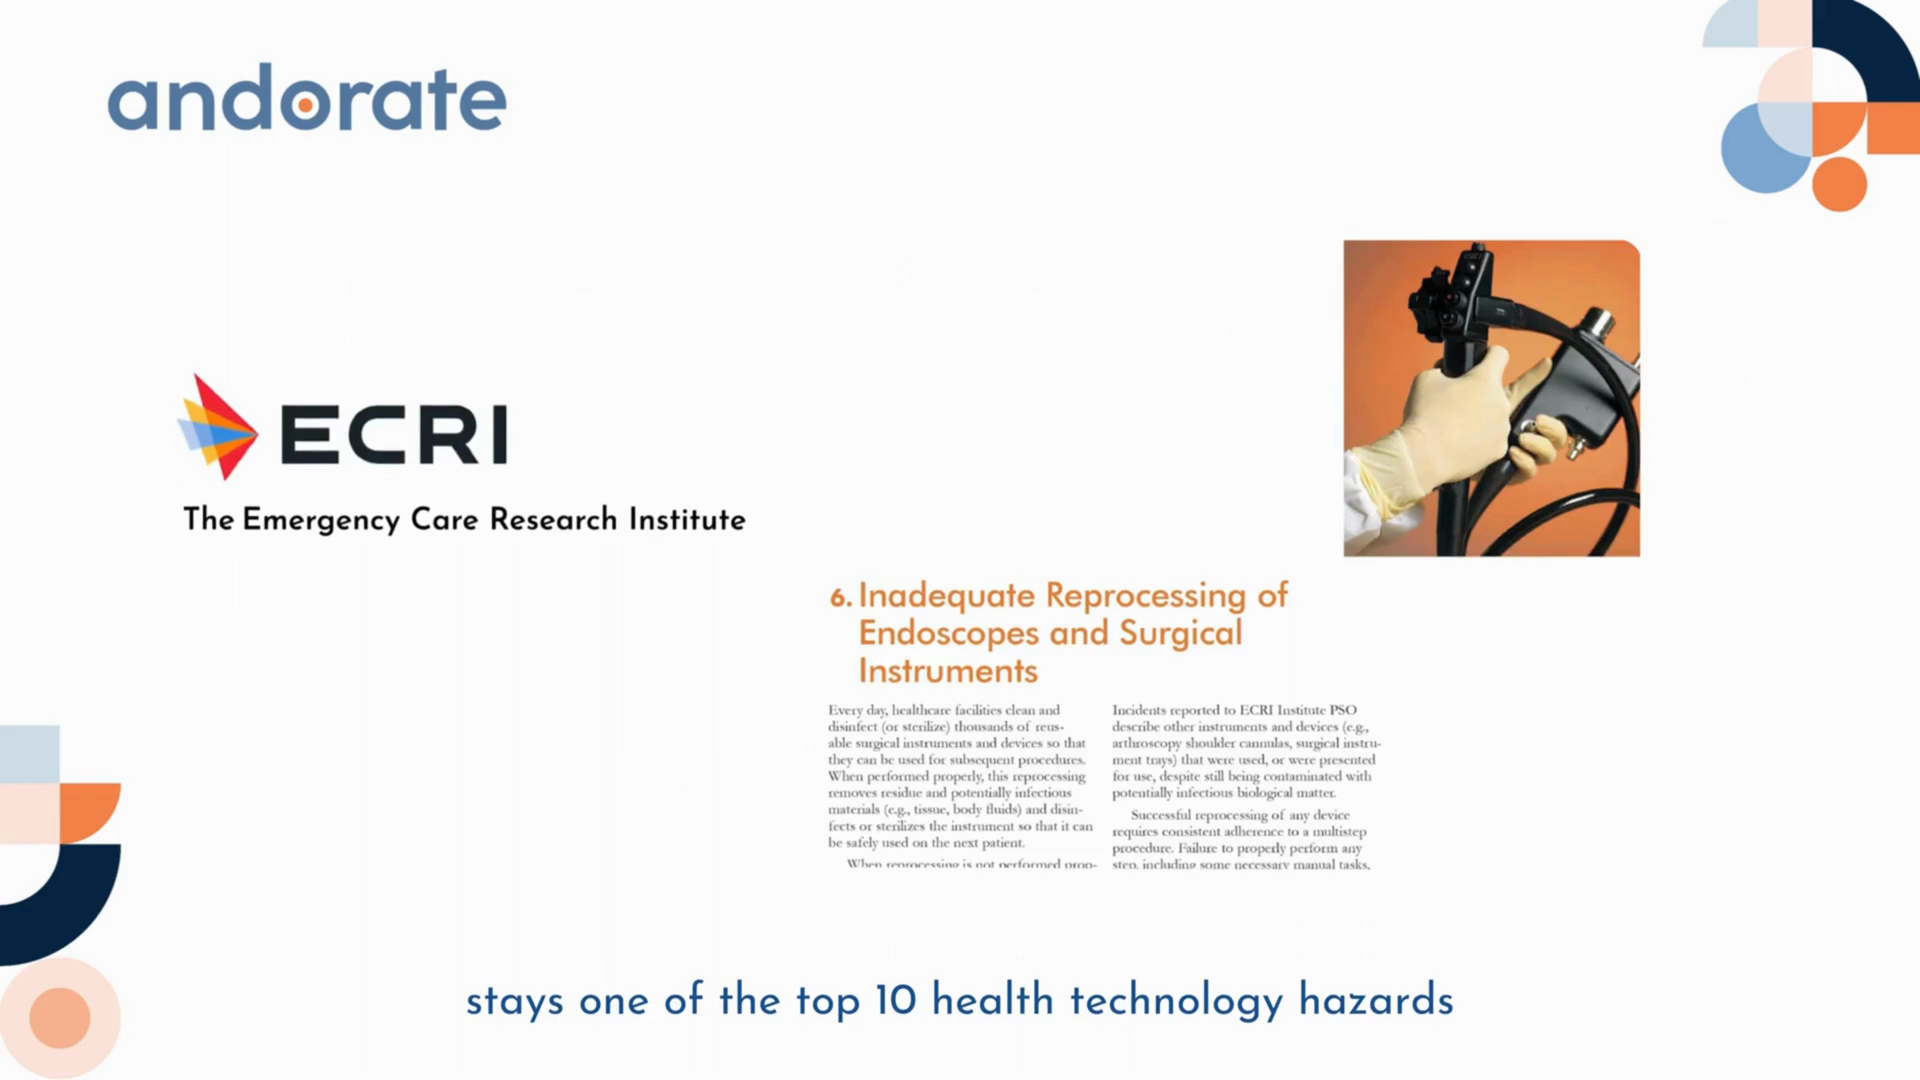 andorate
ECRI
The Emergency Care Research Institute
6. Inadequate Reprocessing of
Endoscopes and Surgical
Instruments
Every day, healthcare facilities clean and
disinfect (or sterilize) thousands of reus-
able surgical instruments and devices so that
they can be used for subsequent procedures.
When performed properly, this reprocessing
removes residue and potentially infectious
materials (e.g., tissue, body fluids) and disin-
fects or sterilizes the instrument so that it can
be safely used on the next patient.
When reprocessing is not performed prop-
Incidents reported to ECRI Institute PSO
describe other instruments and devices (e.g.,
arthroscopy shoulder cannulas, surgical instru-
ment trays) that were used, or were presented
for use, despite still being contaminated with
potentially infectious biological matter.
Successful reprocessing of any device
requires consistent adherence to a multistep
procedure. Failure to properly perform any
step, including some necessary manual tasks,
stays one of the top 10 health technology hazards